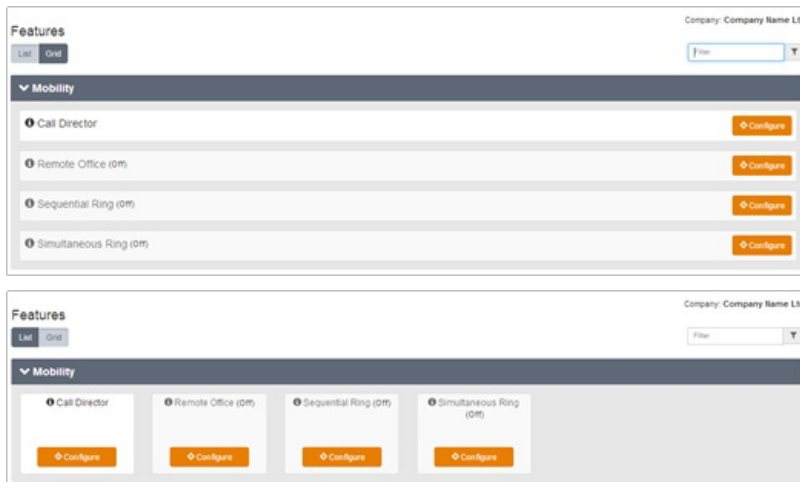 Company: Company Name Lt
Features
List Grid
Filter
Mobility
Call Director
Configure
Remote Office (Off)
Configure
Sequential Ring (Off)
Configure
Simultaneous Ring (Off)
Configure
Company: Company Name Lt
Features
List Grid
Filter
Mobility
Call Director
Remote Office (Off)
Sequential Ring (Off)
Simultaneous Ring
(Off)
Configure
Configure
Configure
Configure